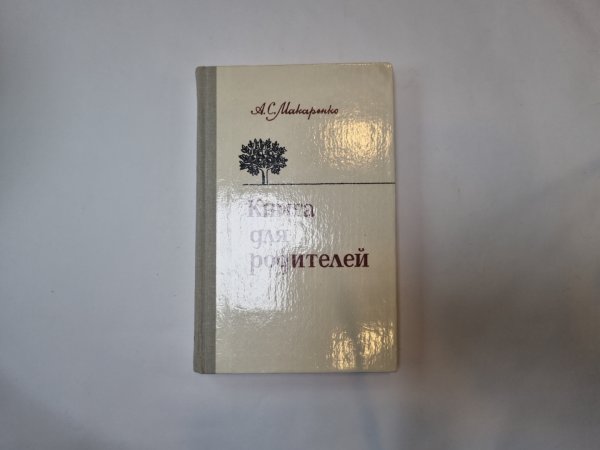 А.С.Макаренко
Книга
для
родителей